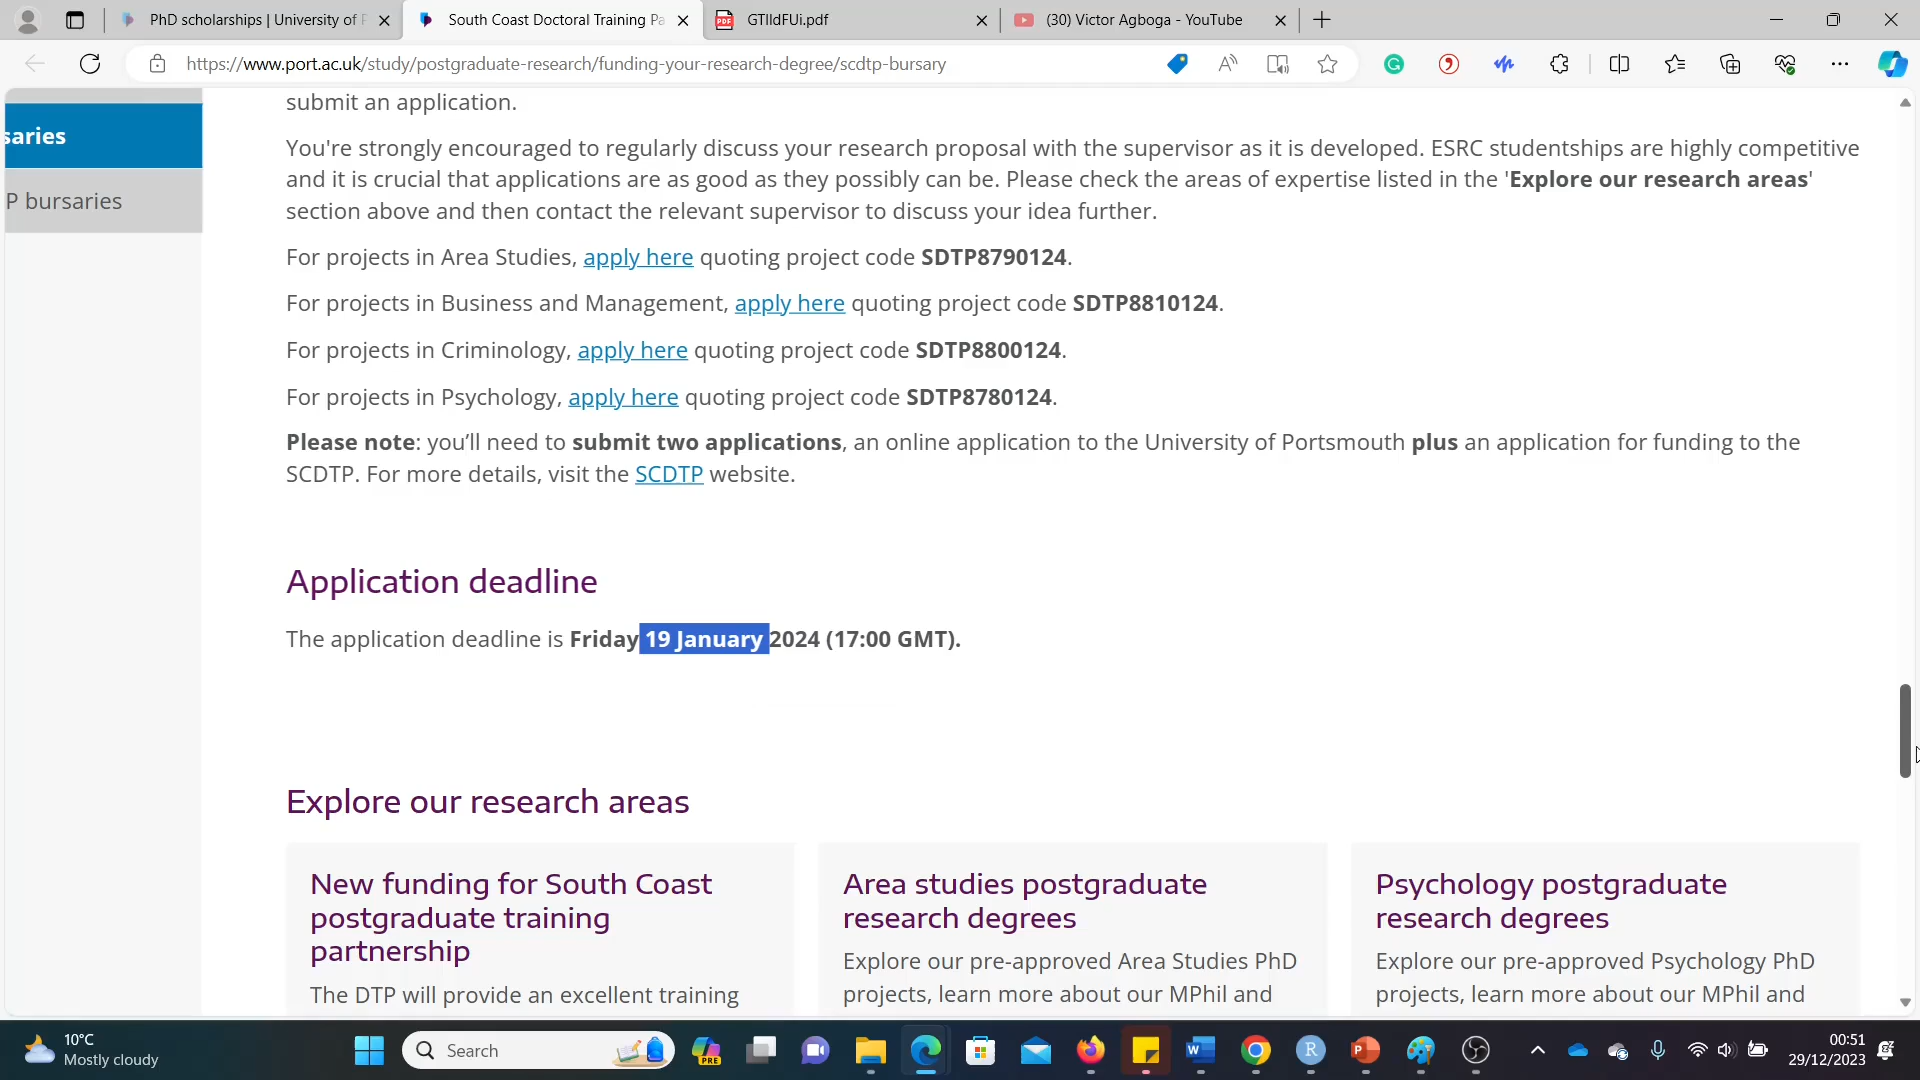 PhD scholarships | University of P
South Coast Doctoral Training Pa
GTlldFUi.pdf
(30) Victor Agboga - YouTube
https://www.port.ac.uk/study/postgraduate-research/funding-your-research-degree/scdtp-bursary
saries
P bursaries
submit an application.
You're strongly encouraged to regularly discuss your research proposal with the supervisor as it is developed. ESRC studentships are highly competitive
and it is crucial that applications are as good as they possibly can be. Please check the areas of expertise listed in the 'Explore our research areas'
section above and then contact the relevant supervisor to discuss your idea further.
For projects in Area Studies, apply here quoting project code SDTP8790124.
For projects in Business and Management, apply here quoting project code SDTP8810124.
For projects in Criminology, apply here quoting project code SDTP8800124.
For projects in Psychology, apply here quoting project code SDTP8780124.
Please note: you’ll need to submit two applications, an online application to the University of Portsmouth plus an application for funding to the
SCDTP. For more details, visit the SCDTP website.
Application deadline
The application deadline is Friday 19 January 2024 (17:00 GMT).
Explore our research areas
New funding for South Coast
postgraduate training
partnership
The DTP will provide an excellent training
Area studies postgraduate
research degrees
Explore our pre-approved Area Studies PhD
projects, learn more about our MPhil and
Psychology postgraduate
research degrees
Explore our pre-approved Psychology PhD
projects, learn more about our MPhil and
10°C
Mostly cloudy
Search
PRE
00:51
29/12/2023